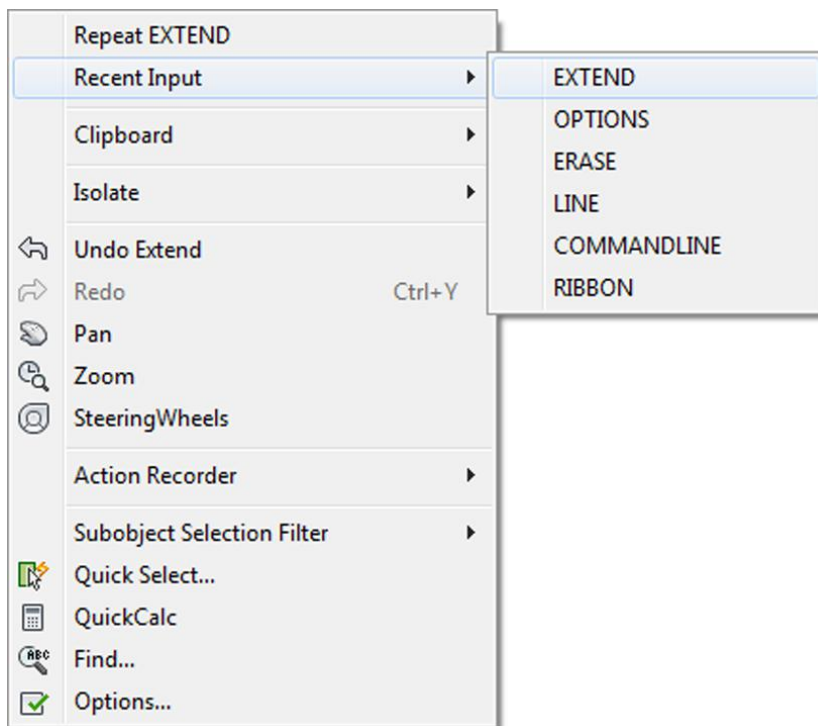 Repeat EXTEND
Recent Input
Clipboard
Isolate
Undo Extend
Redo Ctrl+Y
Pan
Zoom
SteeringWheels
Action Recorder
Subobject Selection Filter
Quick Select...
QuickCalc
ABC
Find...
Options...
EXTEND
OPTIONS
ERASE
LINE
COMMANDLINE
RIBBON